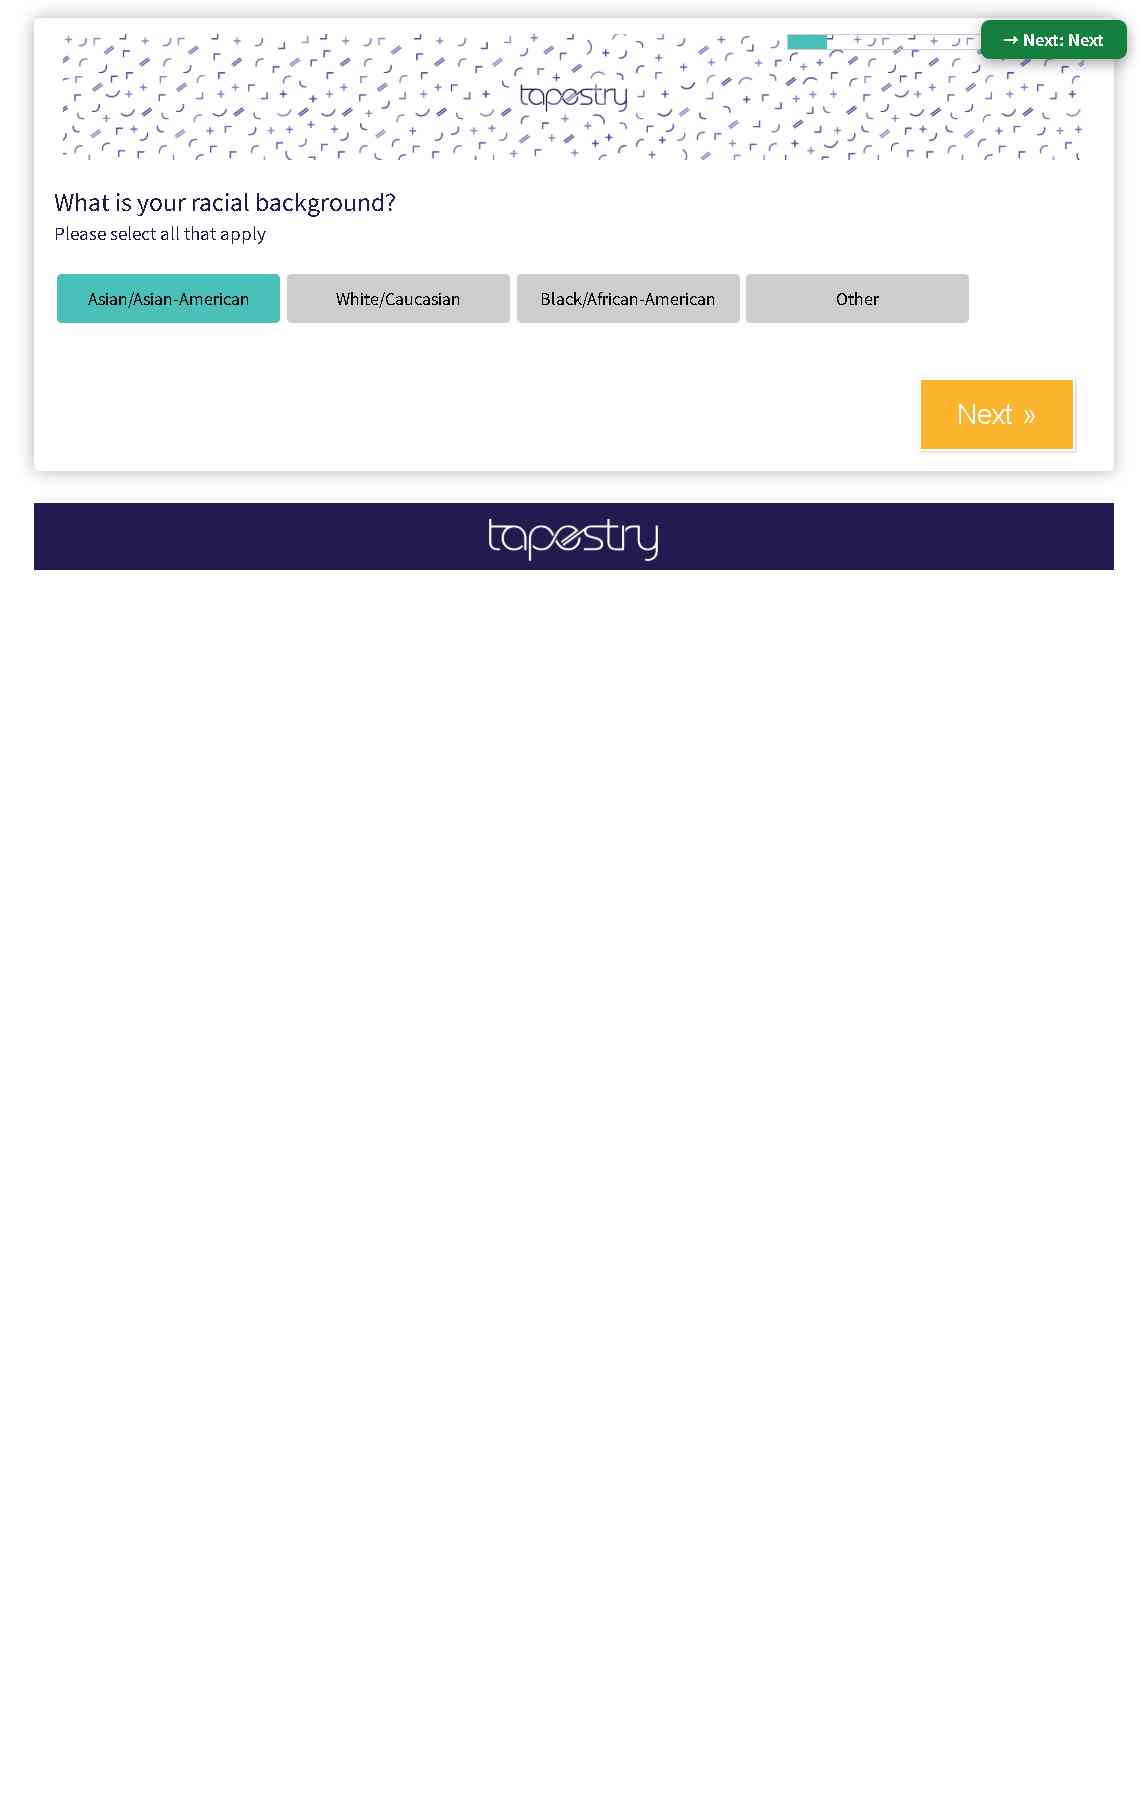 → Next: Next
tapestry
What is your racial background?
Please select all that apply
Asian/Asian-American
White/Caucasian
Black/African-American
Other
Next »
tapestry